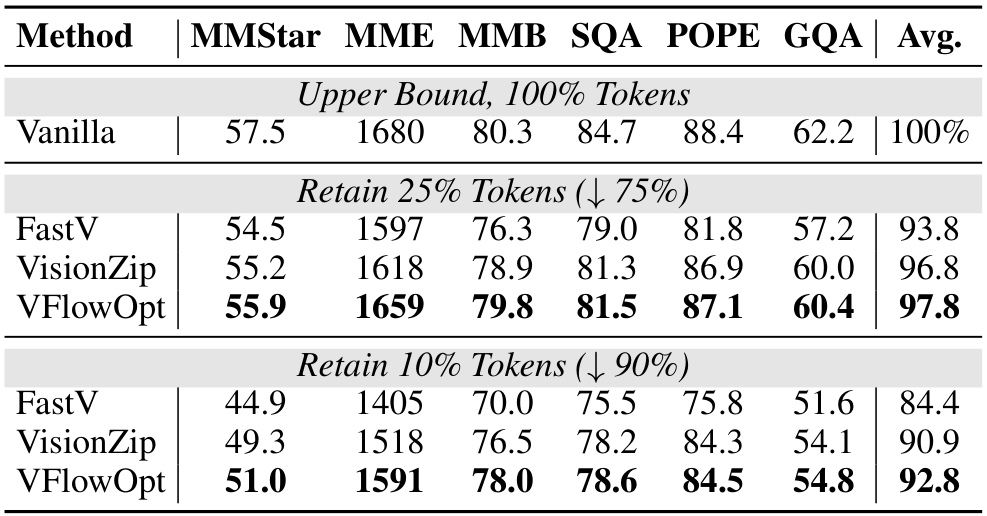 Method MMStar MME MMB SQA POPE GQA Avg.
Upper Bound, 100% Tokens
Vanilla 57.5 1680 80.3 84.7 88.4 62.2 100%
Retain 25% Tokens (↓ 75%)
FastV 54.5 1597 76.3 79.0 81.8 57.2 93.8
VisionZip 55.2 1618 78.9 81.3 86.9 60.0 96.8
VFlowOpt 55.9 1659 79.8 81.5 87.1 60.4 97.8
Retain 10% Tokens (↓ 90%)
FastV 44.9 1405 70.0 75.5 75.8 51.6 84.4
VisionZip 49.3 1518 76.5 78.2 84.3 54.1 90.9
VFlowOpt 51.0 1591 78.0 78.6 84.5 54.8 92.8